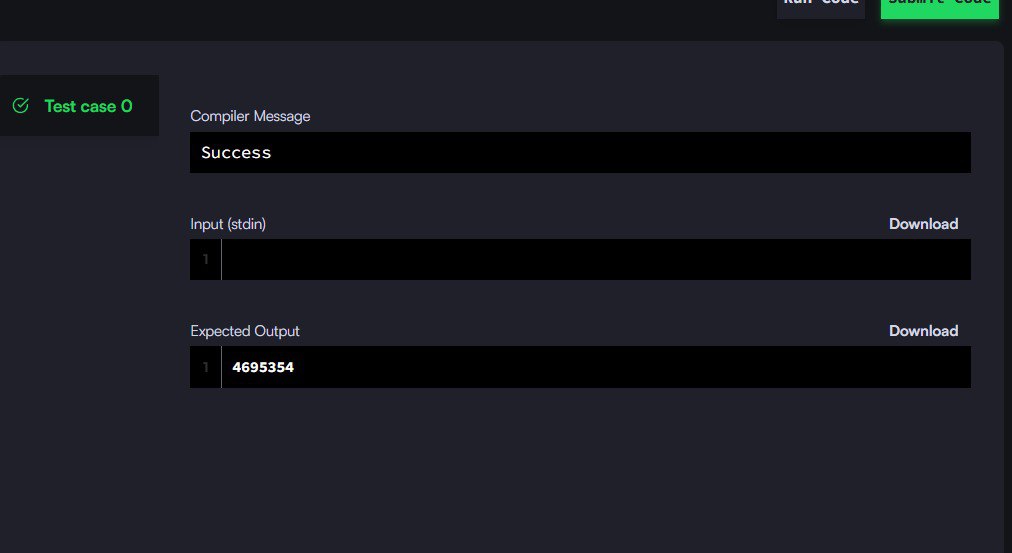 Run Code Submit Code
Test case 0
Compiler Message
Success
Input (stdin) Download
1
Expected Output Download
1 4695354